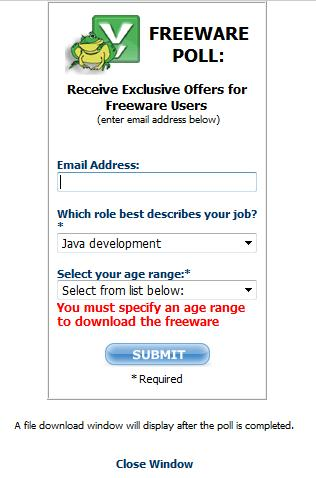 FREEWARE
POLL:
Receive Exclusive Offers for
Freeware Users
(enter email address below)
Email Address:
Which role best describes your job?
*
Java development
Select your age range:*
Select from list below:
You must specify an age range
to download the freeware
SUBMIT
* Required
A file download window will display after the poll is completed.
Close Window